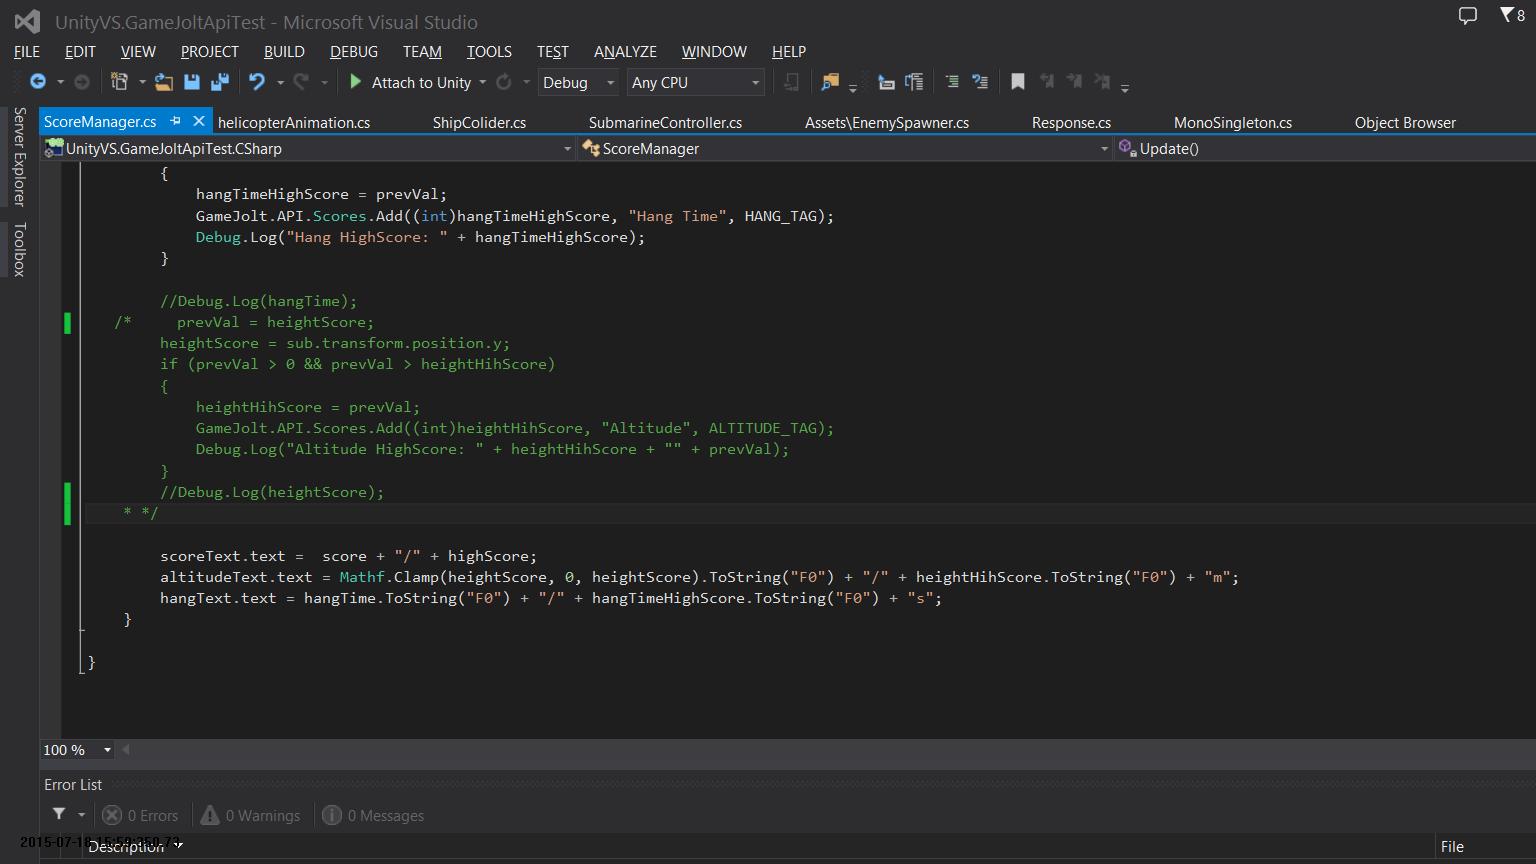 UnityVS.GameJoltApiTest - Microsoft Visual Studio
8
FILE EDIT VIEW PROJECT BUILD DEBUG TEAM TOOLS TEST ANALYZE WINDOW HELP
Attach to Unity Debug Any CPU
Server Explorer
Toolbox
ScoreManager.cs helicopterAnimation.cs ShipColider.cs SubmarineController.cs Assets\EnemySpawner.cs Response.cs MonoSingleton.cs Object Browser
UnityVS.GameJoltApiTest.CSharp ScoreManager Update()
{
hangTimeHighScore = prevVal;
GameJolt.API.Scores.Add((int)hangTimeHighScore, "Hang Time", HANG_TAG);
Debug.Log("Hang HighScore: " + hangTimeHighScore);
}
//Debug.Log(hangTime);
/* prevVal = heightScore;
heightScore = sub.transform.position.y;
if (prevVal > 0 && prevVal > heightHihScore)
{
heightHihScore = prevVal;
GameJolt.API.Scores.Add((int)heightHihScore, "Altitude", ALTITUDE_TAG);
Debug.Log("Altitude HighScore: " + heightHihScore + "" + prevVal);
}
//Debug.Log(heightScore);
* */
scoreText.text = score + "/" + highScore;
altitudeText.text = Mathf.Clamp(heightScore, 0, heightScore).ToString("F0") + "/" + heightHihScore.ToString("F0") + "m";
hangText.text = hangTime.ToString("F0") + "/" + hangTimeHighScore.ToString("F0") + "s";
}
}
100 %
Error List
0 Errors 0 Warnings 0 Messages
Description File